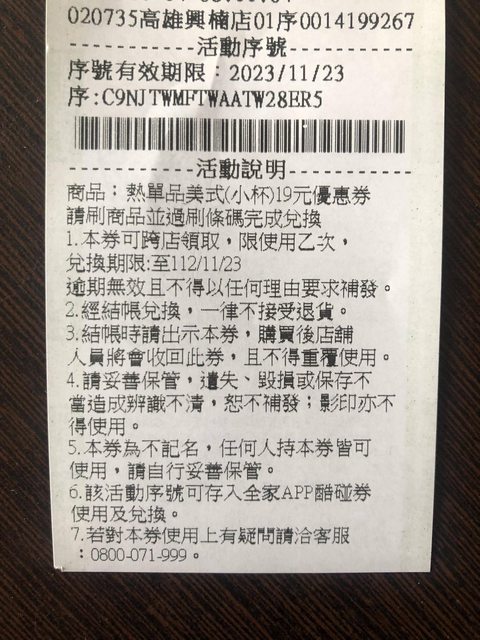 020735高雄興楠店01序0014199267
-----------活動序號-----------
序號有效期限：2023/11/23
序:C9NJTWMFTWAATW28ER5
-----------活動說明-----------
商品：熱單品美式(小杯)19元優惠券
請刷商品並過刷條碼完成兌換
1.本券可跨店領取，限使用乙次，
兌換期限:至112/11/23
逾期無效且不得以任何理由要求補發。
2.經結帳兌換，一律不接受退貨。
3.結帳時請出示本券，購買後店舖
人員將會收回此券，且不得重覆使用。
4.請妥善保管，遺失、毀損或保存不
當造成辨識不清，恕不補發；影印亦不
得使用。
5.本券為不記名，任何人持本券皆可
使用，請自行妥善保管。
6.該活動序號可存入全家APP酷碰券
使用及兌換。
7.若對本券使用上有疑問請洽客服
：0800-071-999。